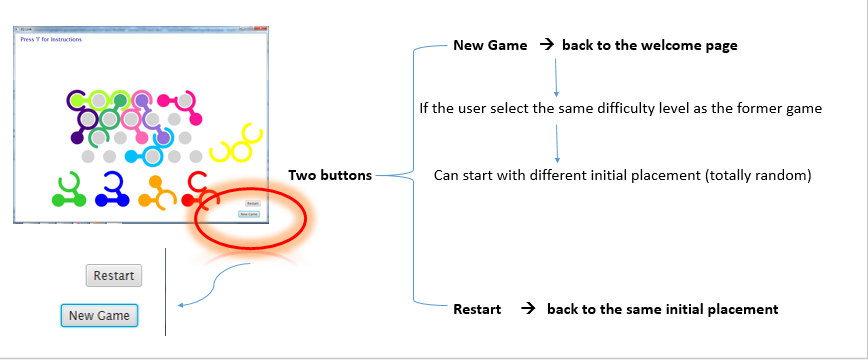 IQ-Link
Press 'I' for Instructions
Restart
New Game
Restart
New Game
Two buttons
New Game → back to the welcome page
If the user select the same difficulty level as the former game
Can start with different initial placement (totally random)
Restart → back to the same initial placement